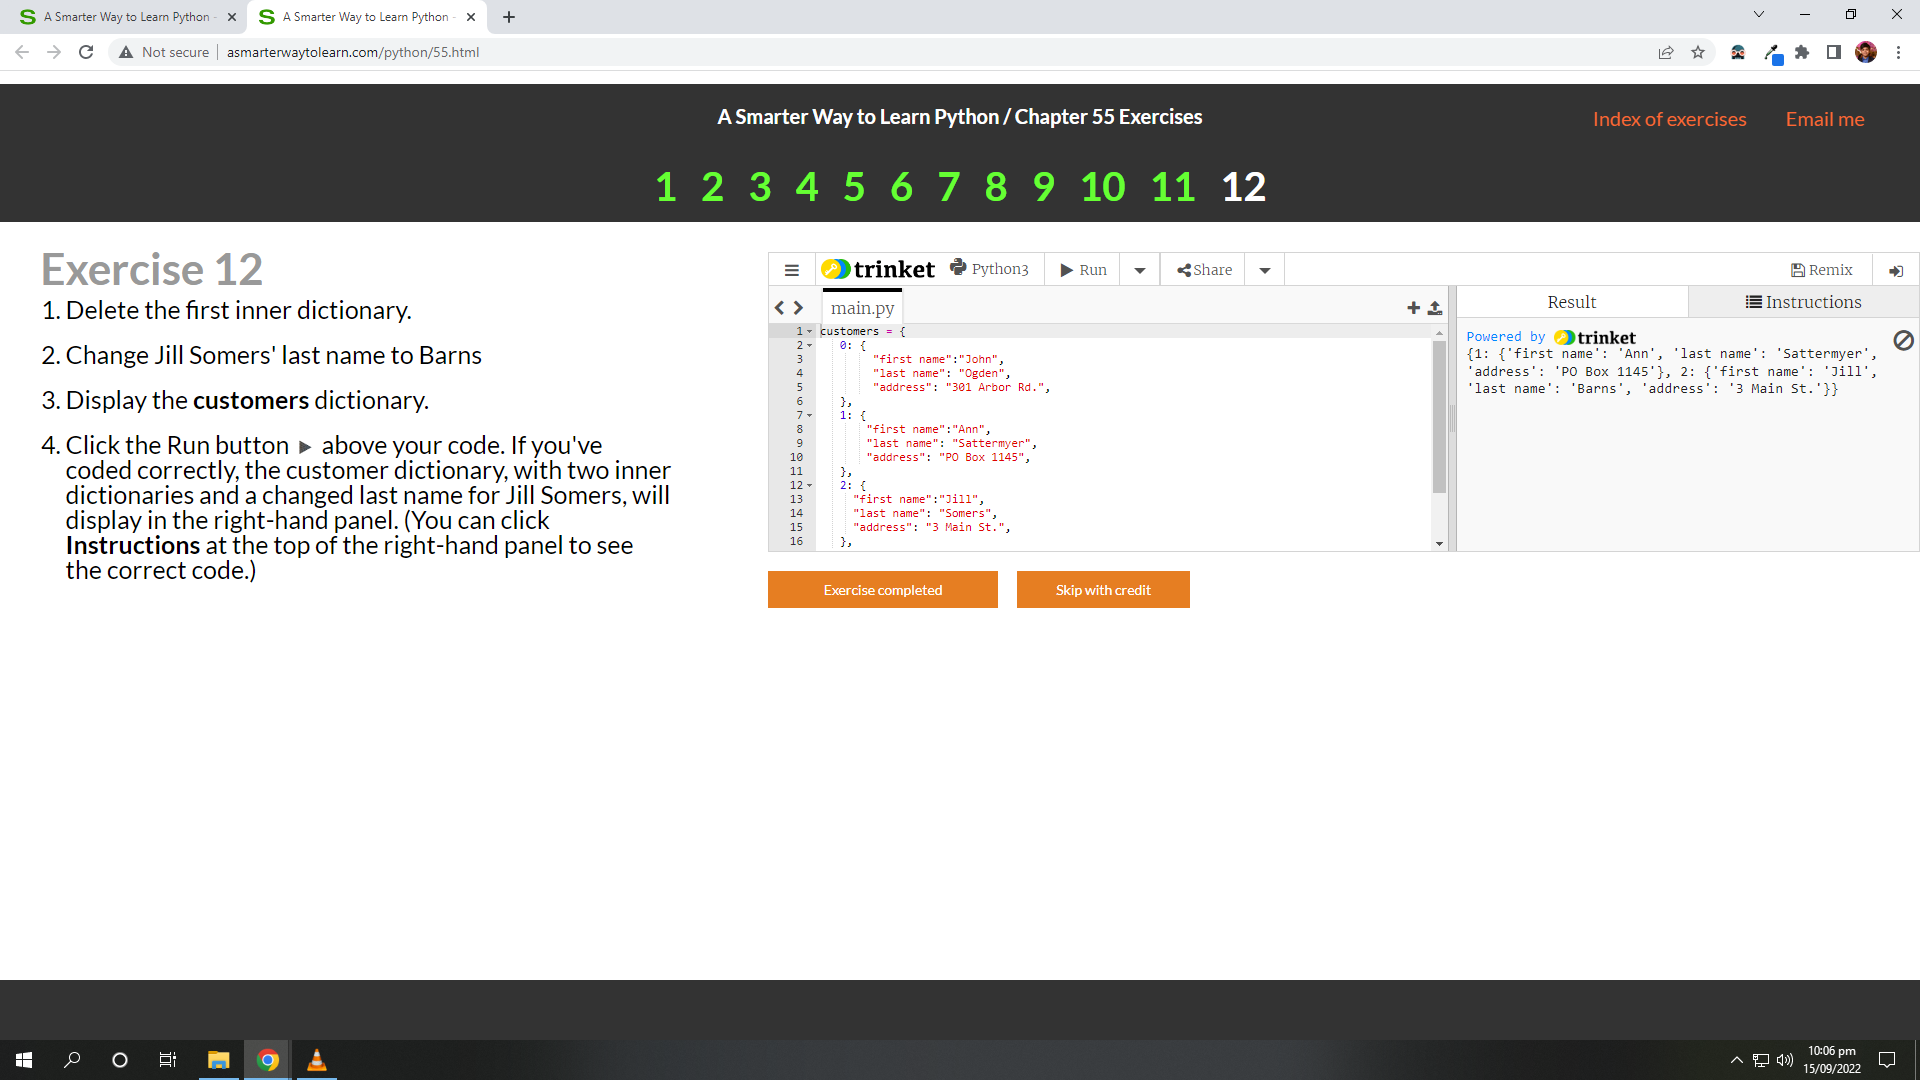 A Smarter Way to Learn Python -
A Smarter Way to Learn Python -
Not secure
asmarterwaytolearn.com/python/55.html
A Smarter Way to Learn Python / Chapter 55 Exercises
Index of exercises
Email me
1 2 3 4 5 6 7 8 9 10 11 12
Exercise 12
1. Delete the first inner dictionary.
2. Change Jill Somers' last name to Barns
3. Display the customers dictionary.
4. Click the Run button ► above your code. If you've
coded correctly, the customer dictionary, with two inner
dictionaries and a changed last name for Jill Somers, will
display in the right-hand panel. (You can click
Instructions at the top of the right-hand panel to see
the correct code.)
trinket
Python3
Run
Share
Remix
main.py
1 customers = {
2 0: {
3 "first name":"John",
4 "last name": "Ogden",
5 "address": "301 Arbor Rd.",
6 },
7 1: {
8 "first name":"Ann",
9 "last name": "Sattermyer",
10 "address": "PO Box 1145",
11 },
12 2: {
13 "first name":"Jill",
14 "last name": "Somers",
15 "address": "3 Main St.",
16 },
Result
Instructions
Powered by trinket
{1: {'first name': 'Ann', 'last name': 'Sattermyer',
'address': 'PO Box 1145'}, 2: {'first name': 'Jill',
'last name': 'Barns', 'address': '3 Main St.'}}
Exercise completed
Skip with credit
10:06 pm
15/09/2022